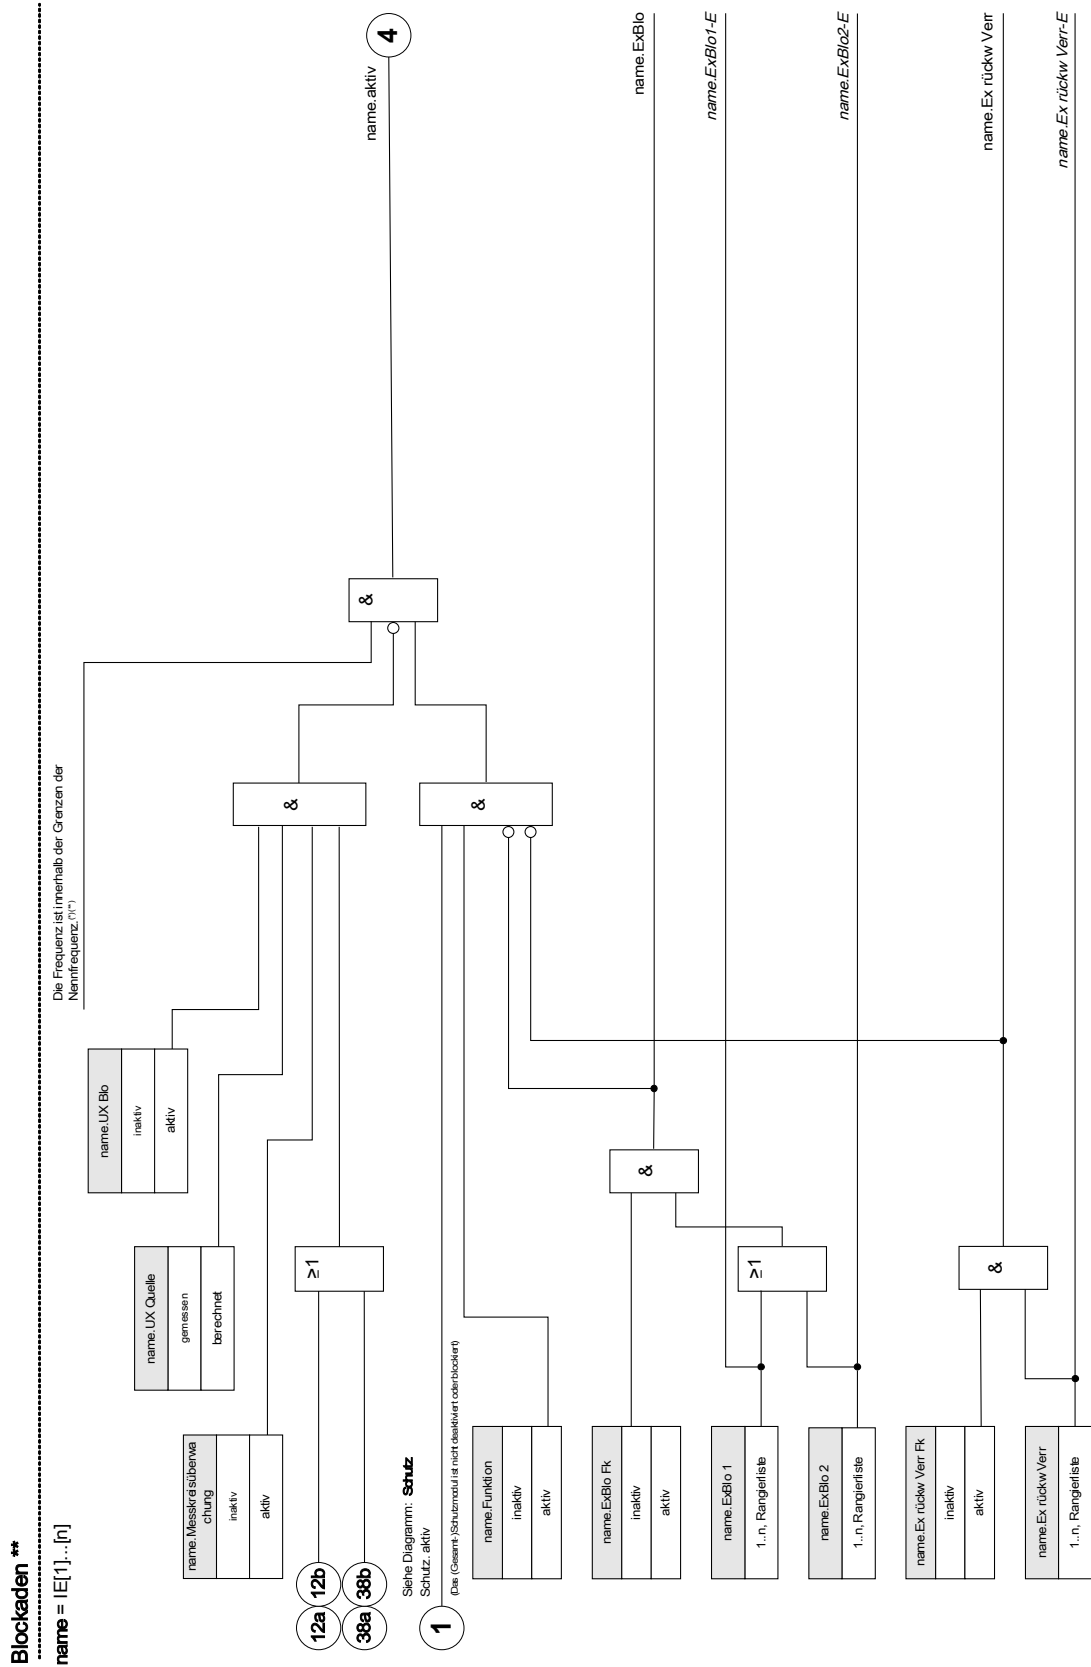 Blockaden **
name = IE[1]...[n]
Die Frequenz ist innerhalb der Grenzen der
Nennfrequenz.(*)(**)
name.UX Blo
inaktiv
aktiv
name.UX Quelle
gemessen
berechnet
name.Messkreisüberwa
chung
inaktiv
aktiv
12a
12b
38a
38b
≥1
&
&
&
name.aktiv
4
Siehe Diagramm: Schutz
Schutz. aktiv
1
(Das (Gesamt-)Schutzmodul ist nicht deaktiviert oder blockiert)
name.Funktion
inaktiv
aktiv
name.ExBlo Fk
inaktiv
aktiv
&
name.ExBlo
name.ExBlo 1
1..n, Rangierliste
≥1
name.ExBlo1-E
name.ExBlo 2
1..n, Rangierliste
name.ExBlo2-E
name.Ex rückw Verr Fk
inaktiv
aktiv
&
name.Ex rückw Verr
name.Ex rückw Verr
1..n, Rangierliste
name.Ex rückw Verr-E